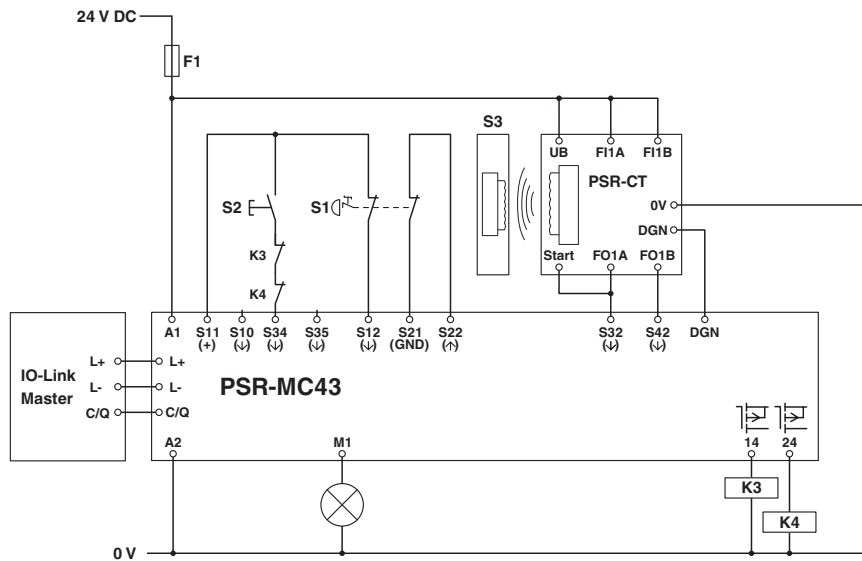 24 V DC
F1
S3
UB FI1A FI1B
PSR-CT
0V
DGN
S2
S1
K3
K4
Start FO1A FO1B
A1 S11 S10 S34 S35 S12 S21 S22 S32 S42 DGN
(+) (↓) (↓) (↓) (↓) (GND) (↑) (↓) (↓)
IO-Link
Master
L+ L+
L- L-
C/Q C/Q
PSR-MC43
A2 M1 14 24
K3
K4
0 V